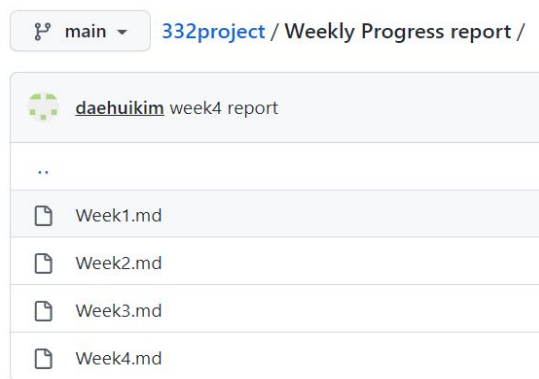 main 332project / Weekly Progress report /
daehuikim week4 report
..
Week1.md
Week2.md
Week3.md
Week4.md